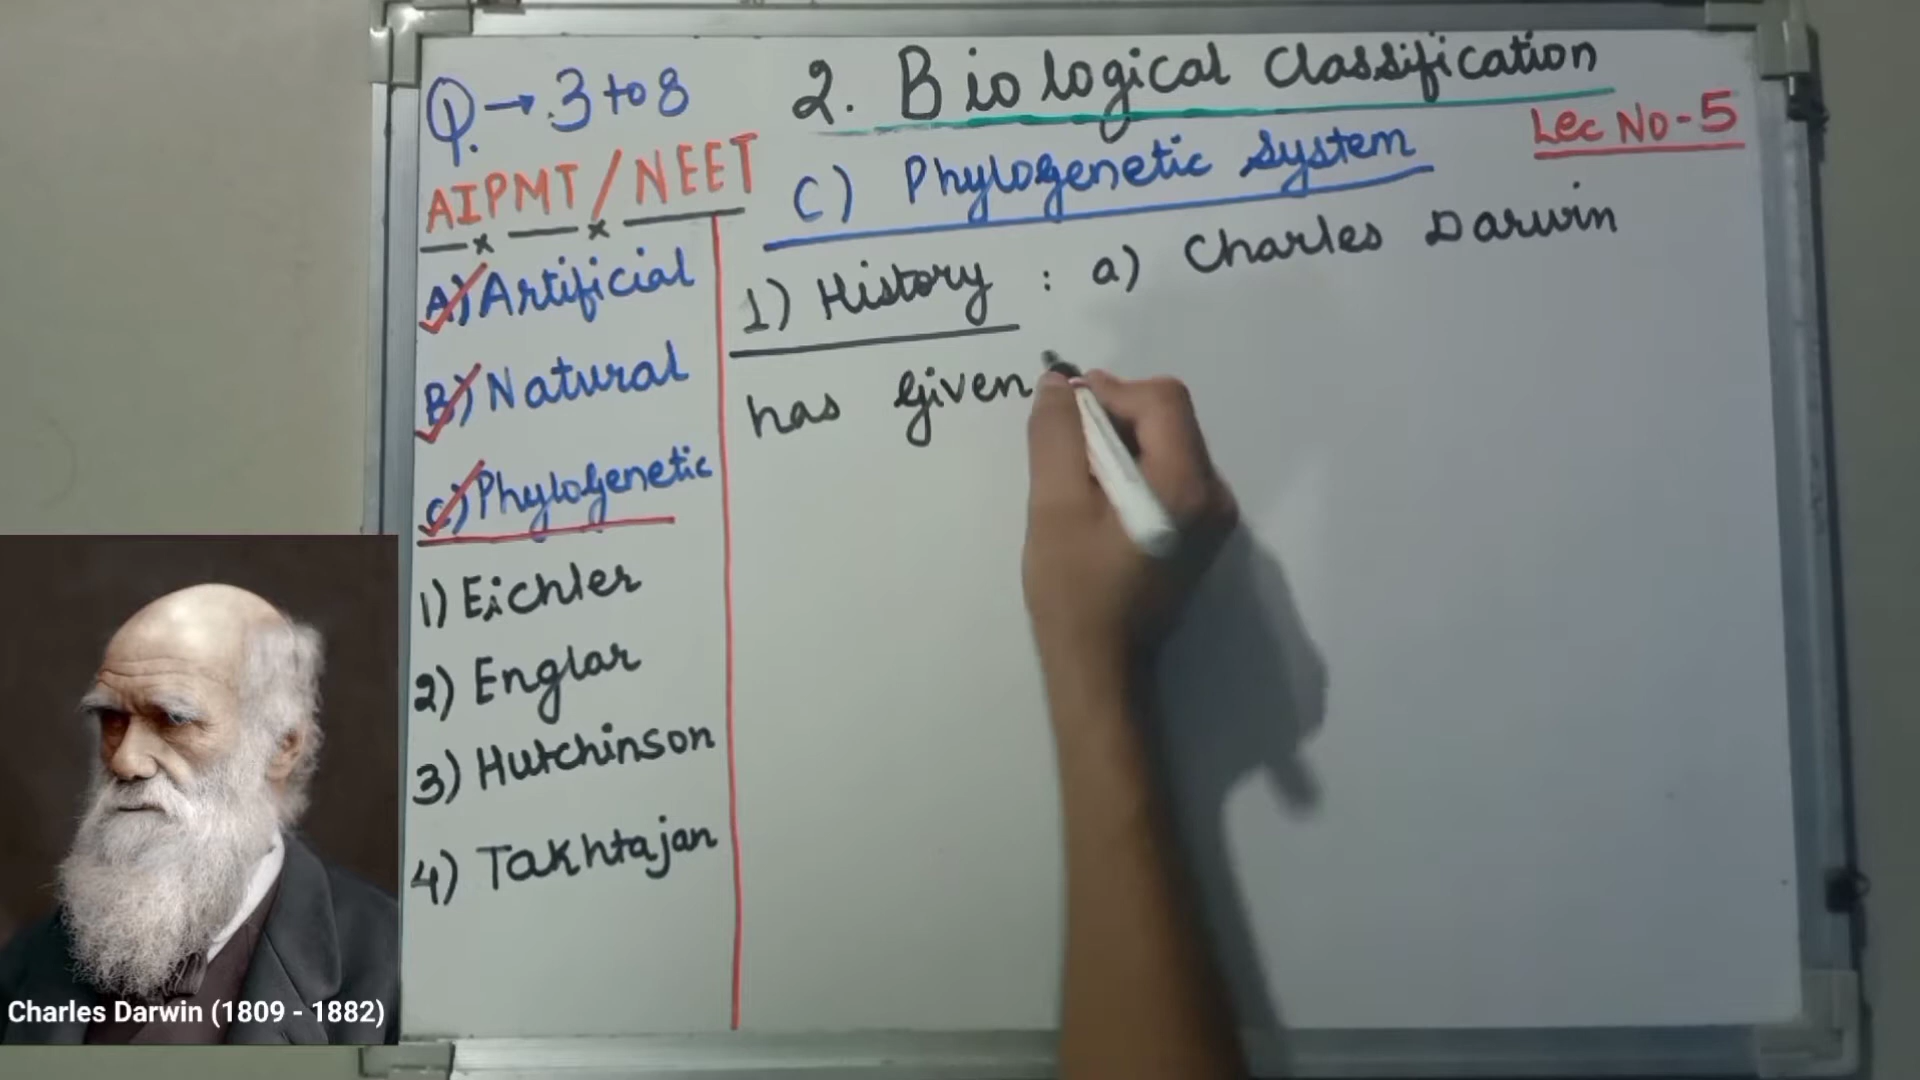 Q. → 3 to 8
AIPMT / NEET
A) Artificial
B) Natural
C) Phylogenetic
1) Eichler
2) Englar
3) Hutchinson
4) Takhtajan
2. Biological Classification
Lec No-5
C) Phylogenetic System
1) History : a) Charles Darwin
has given
Charles Darwin (1809 - 1882)